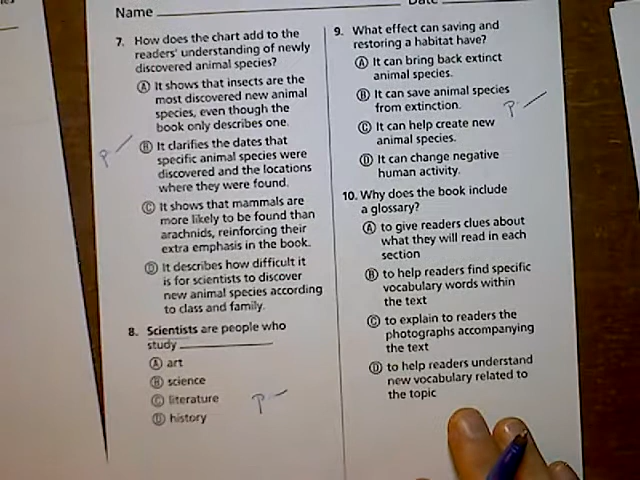 Name
7. How does the chart add to the
readers' understanding of newly
discovered animal species?
Ⓐ It shows that insects are the
most discovered new animal
species, even though the
book only describes one.
Ⓑ It clarifies the dates that
specific animal species were
discovered and the locations
where they were found.
Ⓒ It shows that mammals are
more likely to be found than
arachnids, reinforcing their
extra emphasis in the book.
Ⓓ It describes how difficult it
is for scientists to discover
new animal species according
to class and family.
8. Scientists are people who
study
Ⓐ art
Ⓑ science
Ⓒ literature
Ⓓ history
9. What effect can saving and
restoring a habitat have?
Ⓐ It can bring back extinct
animal species.
Ⓑ It can save animal species
from extinction.
Ⓒ It can help create new
animal species.
Ⓓ It can change negative
human activity.
10. Why does the book include
a glossary?
Ⓐ to give readers clues about
what they will read in each
section
Ⓑ to help readers find specific
vocabulary words within
the text
Ⓒ to explain to readers the
photographs accompanying
the text
Ⓓ to help readers understand
new vocabulary related to
the topic